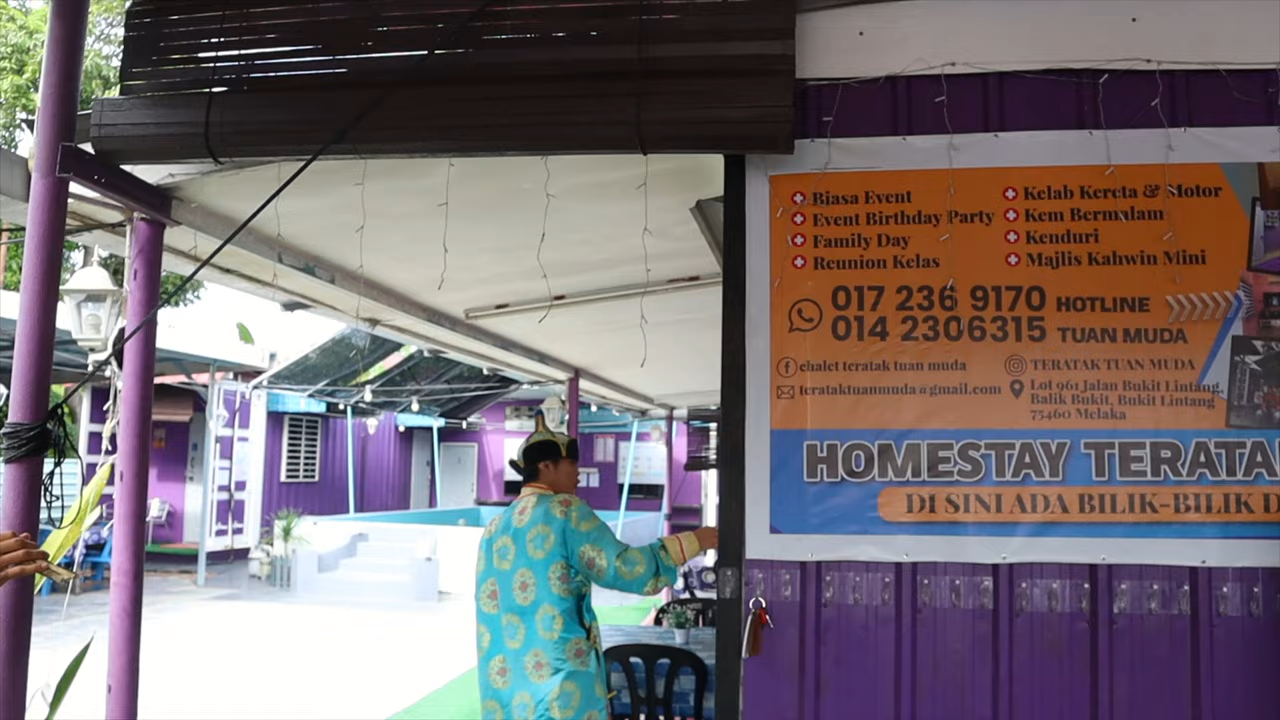 Biasa Event
Event Birthday Party
Family Day
Reunion Kelas
Kelab Kereta & Motor
Kem Bermalam
Kenduri
Majlis Kahwin Mini
017 236 9170 HOTLINE
014 2306315 TUAN MUDA
chalet teratak tuan muda
TERATAK TUAN MUDA
terataktuanmuda@gmail.com
Lot 961 Jalan Bukit Lintang,
Balik Bukit, Bukit Lintang
75460 Melaka
HOMESTAY TERATA
DI SINI ADA BILIK-BILIK D